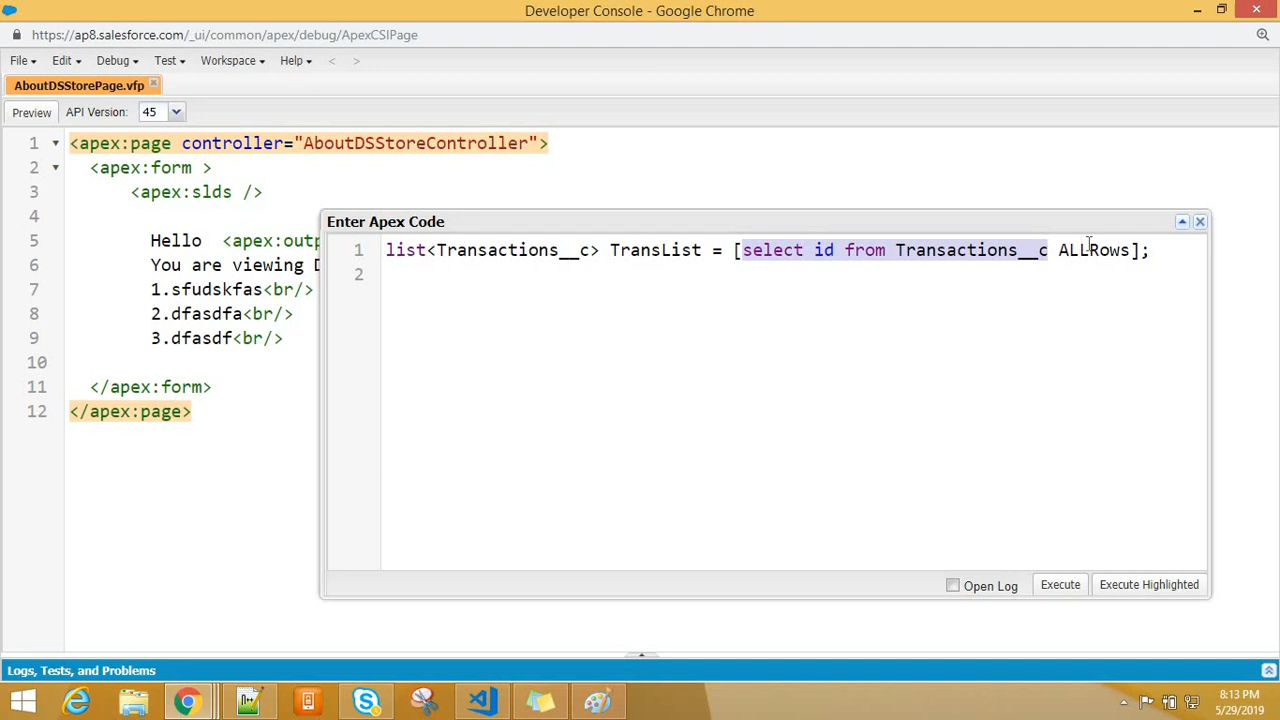 Developer Console - Google Chrome
https://ap8.salesforce.com/_ui/common/apex/debug/ApexCSIPage
File Edit Debug Test Workspace Help < >
AboutDSStorePage.vfp
Preview API Version: 45
1 <apex:page controller="AboutDSStoreController">
2 <apex:form >
3 <apex:slds />
4
5 Hello <apex:outp
6 You are viewing D
7 1.sfudskfas<br/>
8 2.dfasdfa<br/>
9 3.dfasdf<br/>
10
11 </apex:form>
12 </apex:page>
Enter Apex Code
1 list<Transactions__c> TransList = [select id from Transactions__c ALLRows];
2
Open Log Execute Execute Highlighted
Logs, Tests, and Problems
8:13 PM
5/29/2019